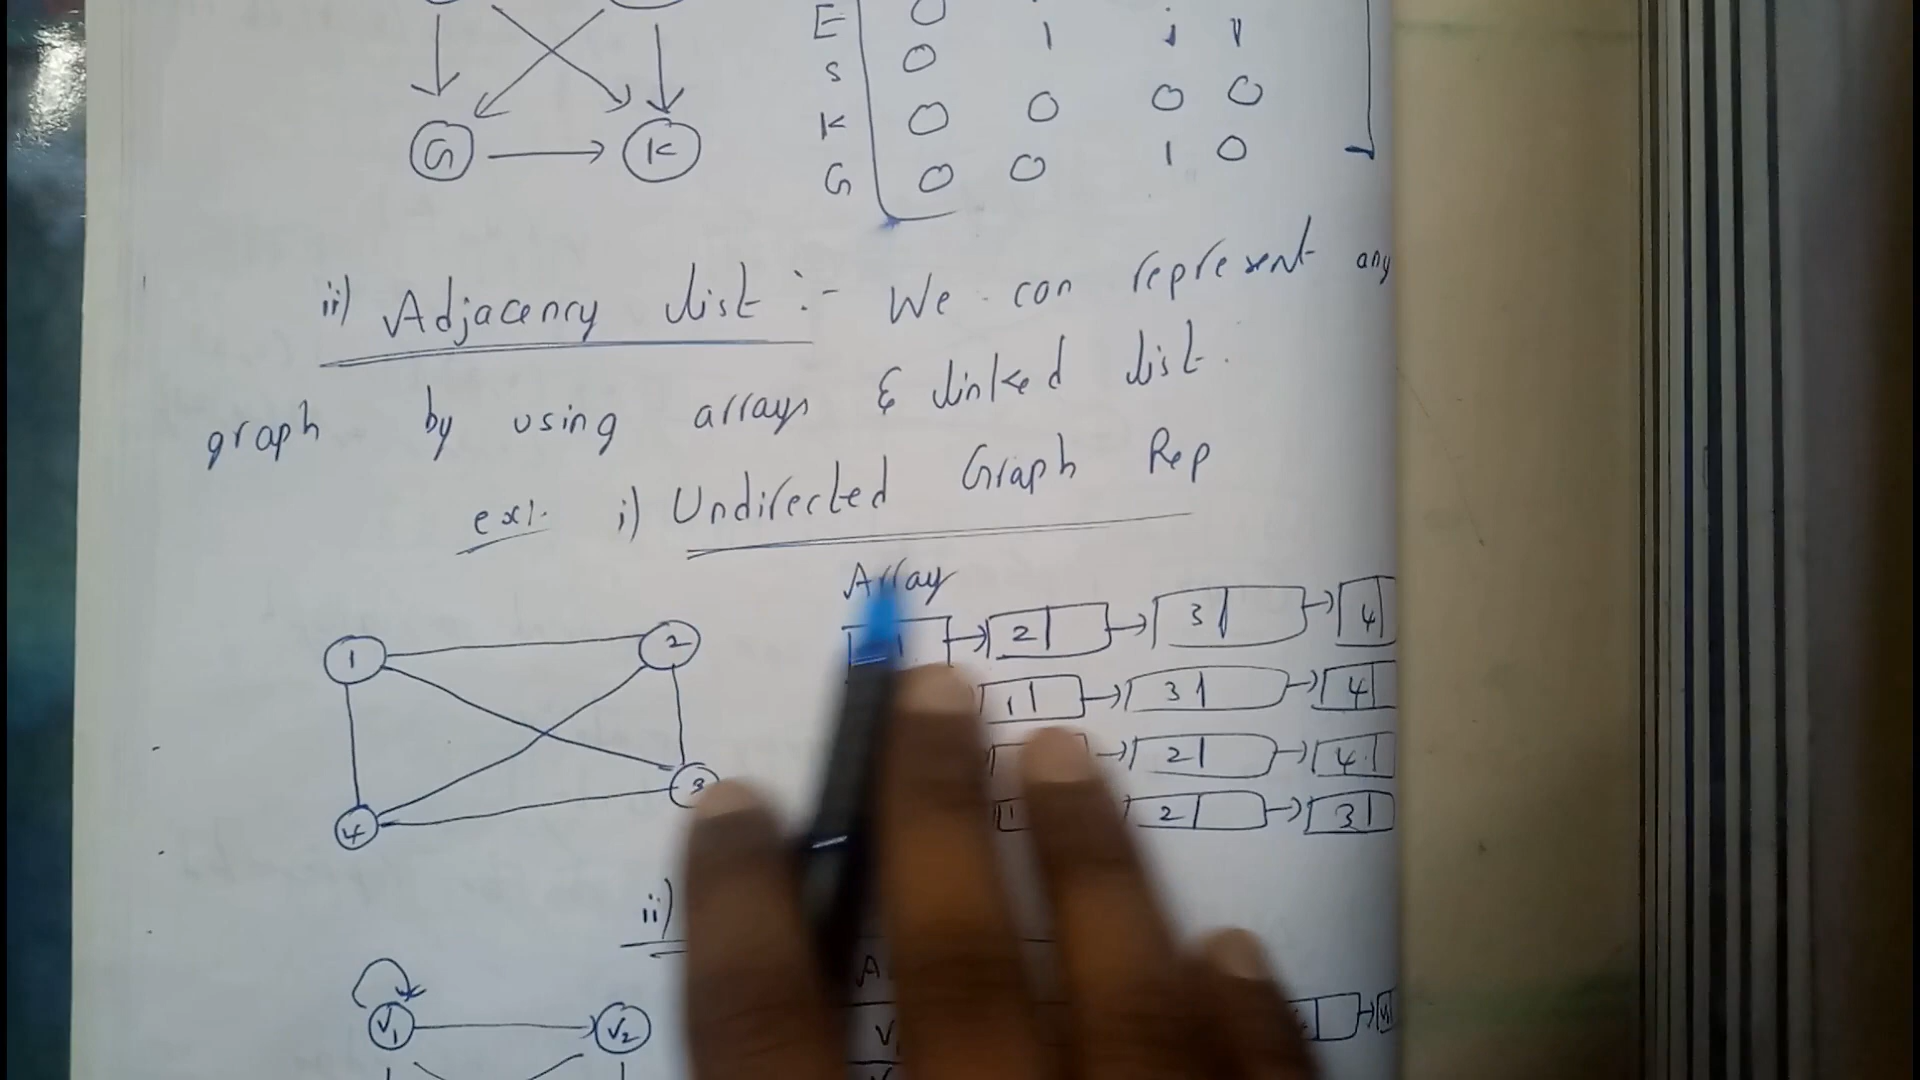 E 0
S 0 1 1 1
G K K 0 0 0 0
G 0 0 1 0
ii) Adjacency list :- We can represent any
graph by using arrays & linked list.
ex:- i) Undirected Graph Rep
Array
1 2 1 2 3 4
1 3 4
3 2 4
4 1 2 3
ii)
V1 V2